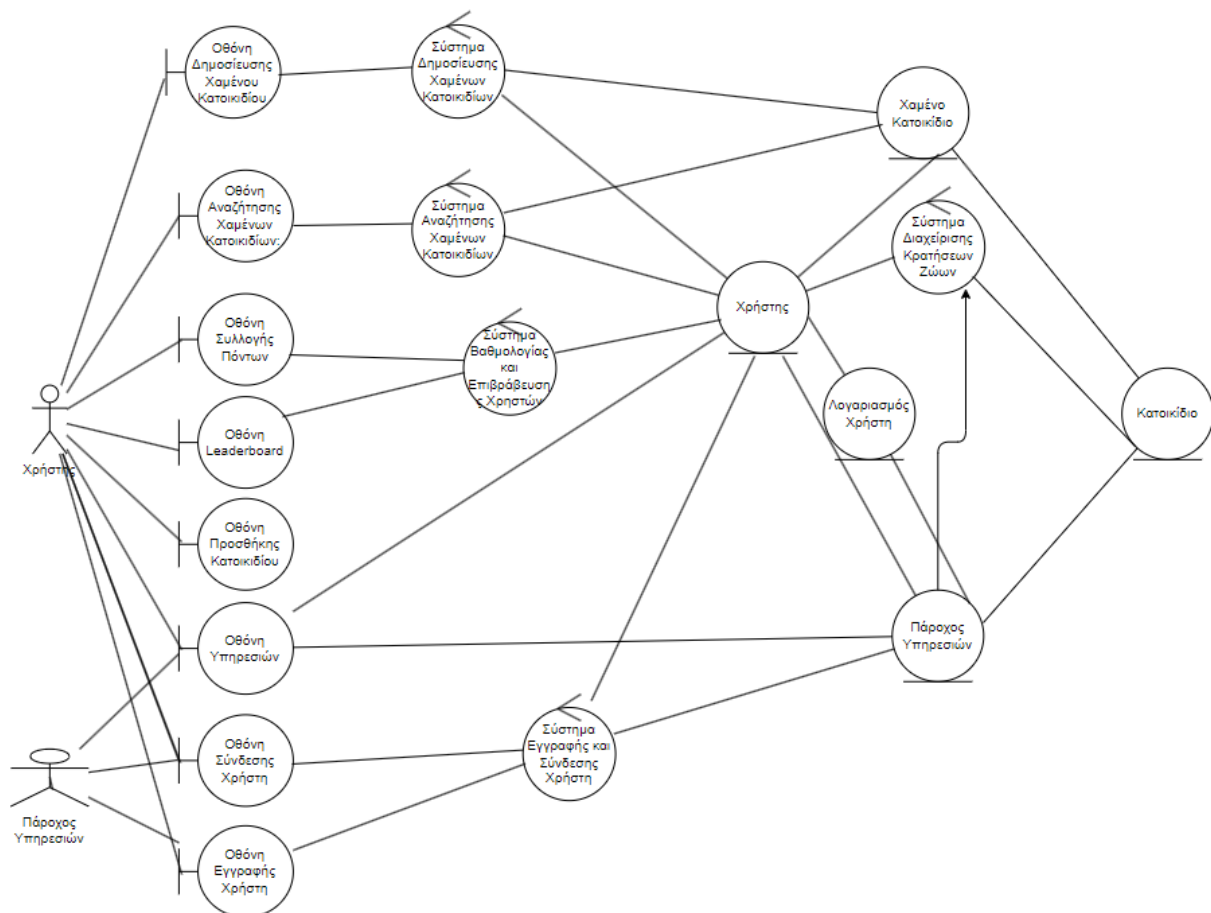 Οθόνη
Δημοσίευσης
Χαμένου
Κατοικιδίου
Σύστημα
Δημοσίευσης
Χαμένων
Κατοικιδίων
Χαμένο
Κατοικίδιο
Οθόνη
Αναζήτησης
Χαμένων
Κατοικιδίων:
Σύστημα
Αναζήτησης
Χαμένων
Κατοικιδίων
Σύστημα
Διαχείρισης
Κρατήσεων
Ζώων
Χρήστης
Οθόνη
Συλλογής
Πόντων
Σύστημα
Βαθμολογίας
και
Επιβράβευση
ς Χρηστών
Λογαριασμός
Χρήστη
Κατοικίδιο
Χρήστης
Οθόνη
Leaderboard
Οθόνη
Προσθήκης
Κατοικιδίου
Οθόνη
Υπηρεσιών
Πάροχος
Υπηρεσιών
Οθόνη
Σύνδεσης
Χρήστη
Σύστημα
Εγγραφής και
Σύνδεσης
Χρήστη
Πάροχος
Υπηρεσιών
Οθόνη
Εγγραφής
Χρήστη